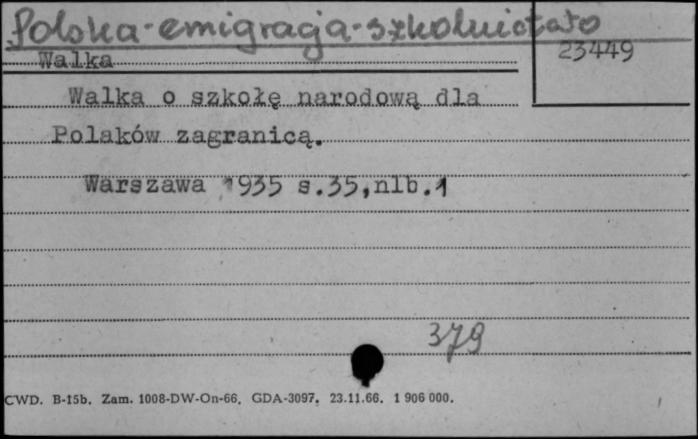 Polska-emigracja-szkolnictwo
Walka
23449
Walka o szkołę narodową dla
Polaków zagranicą.
Warszawa 1935 s.35,nlb.1
379
CWD. B-15b. Zam. 1008-DW-On-66. GDA-3097. 23.11.66. 1 906 000.